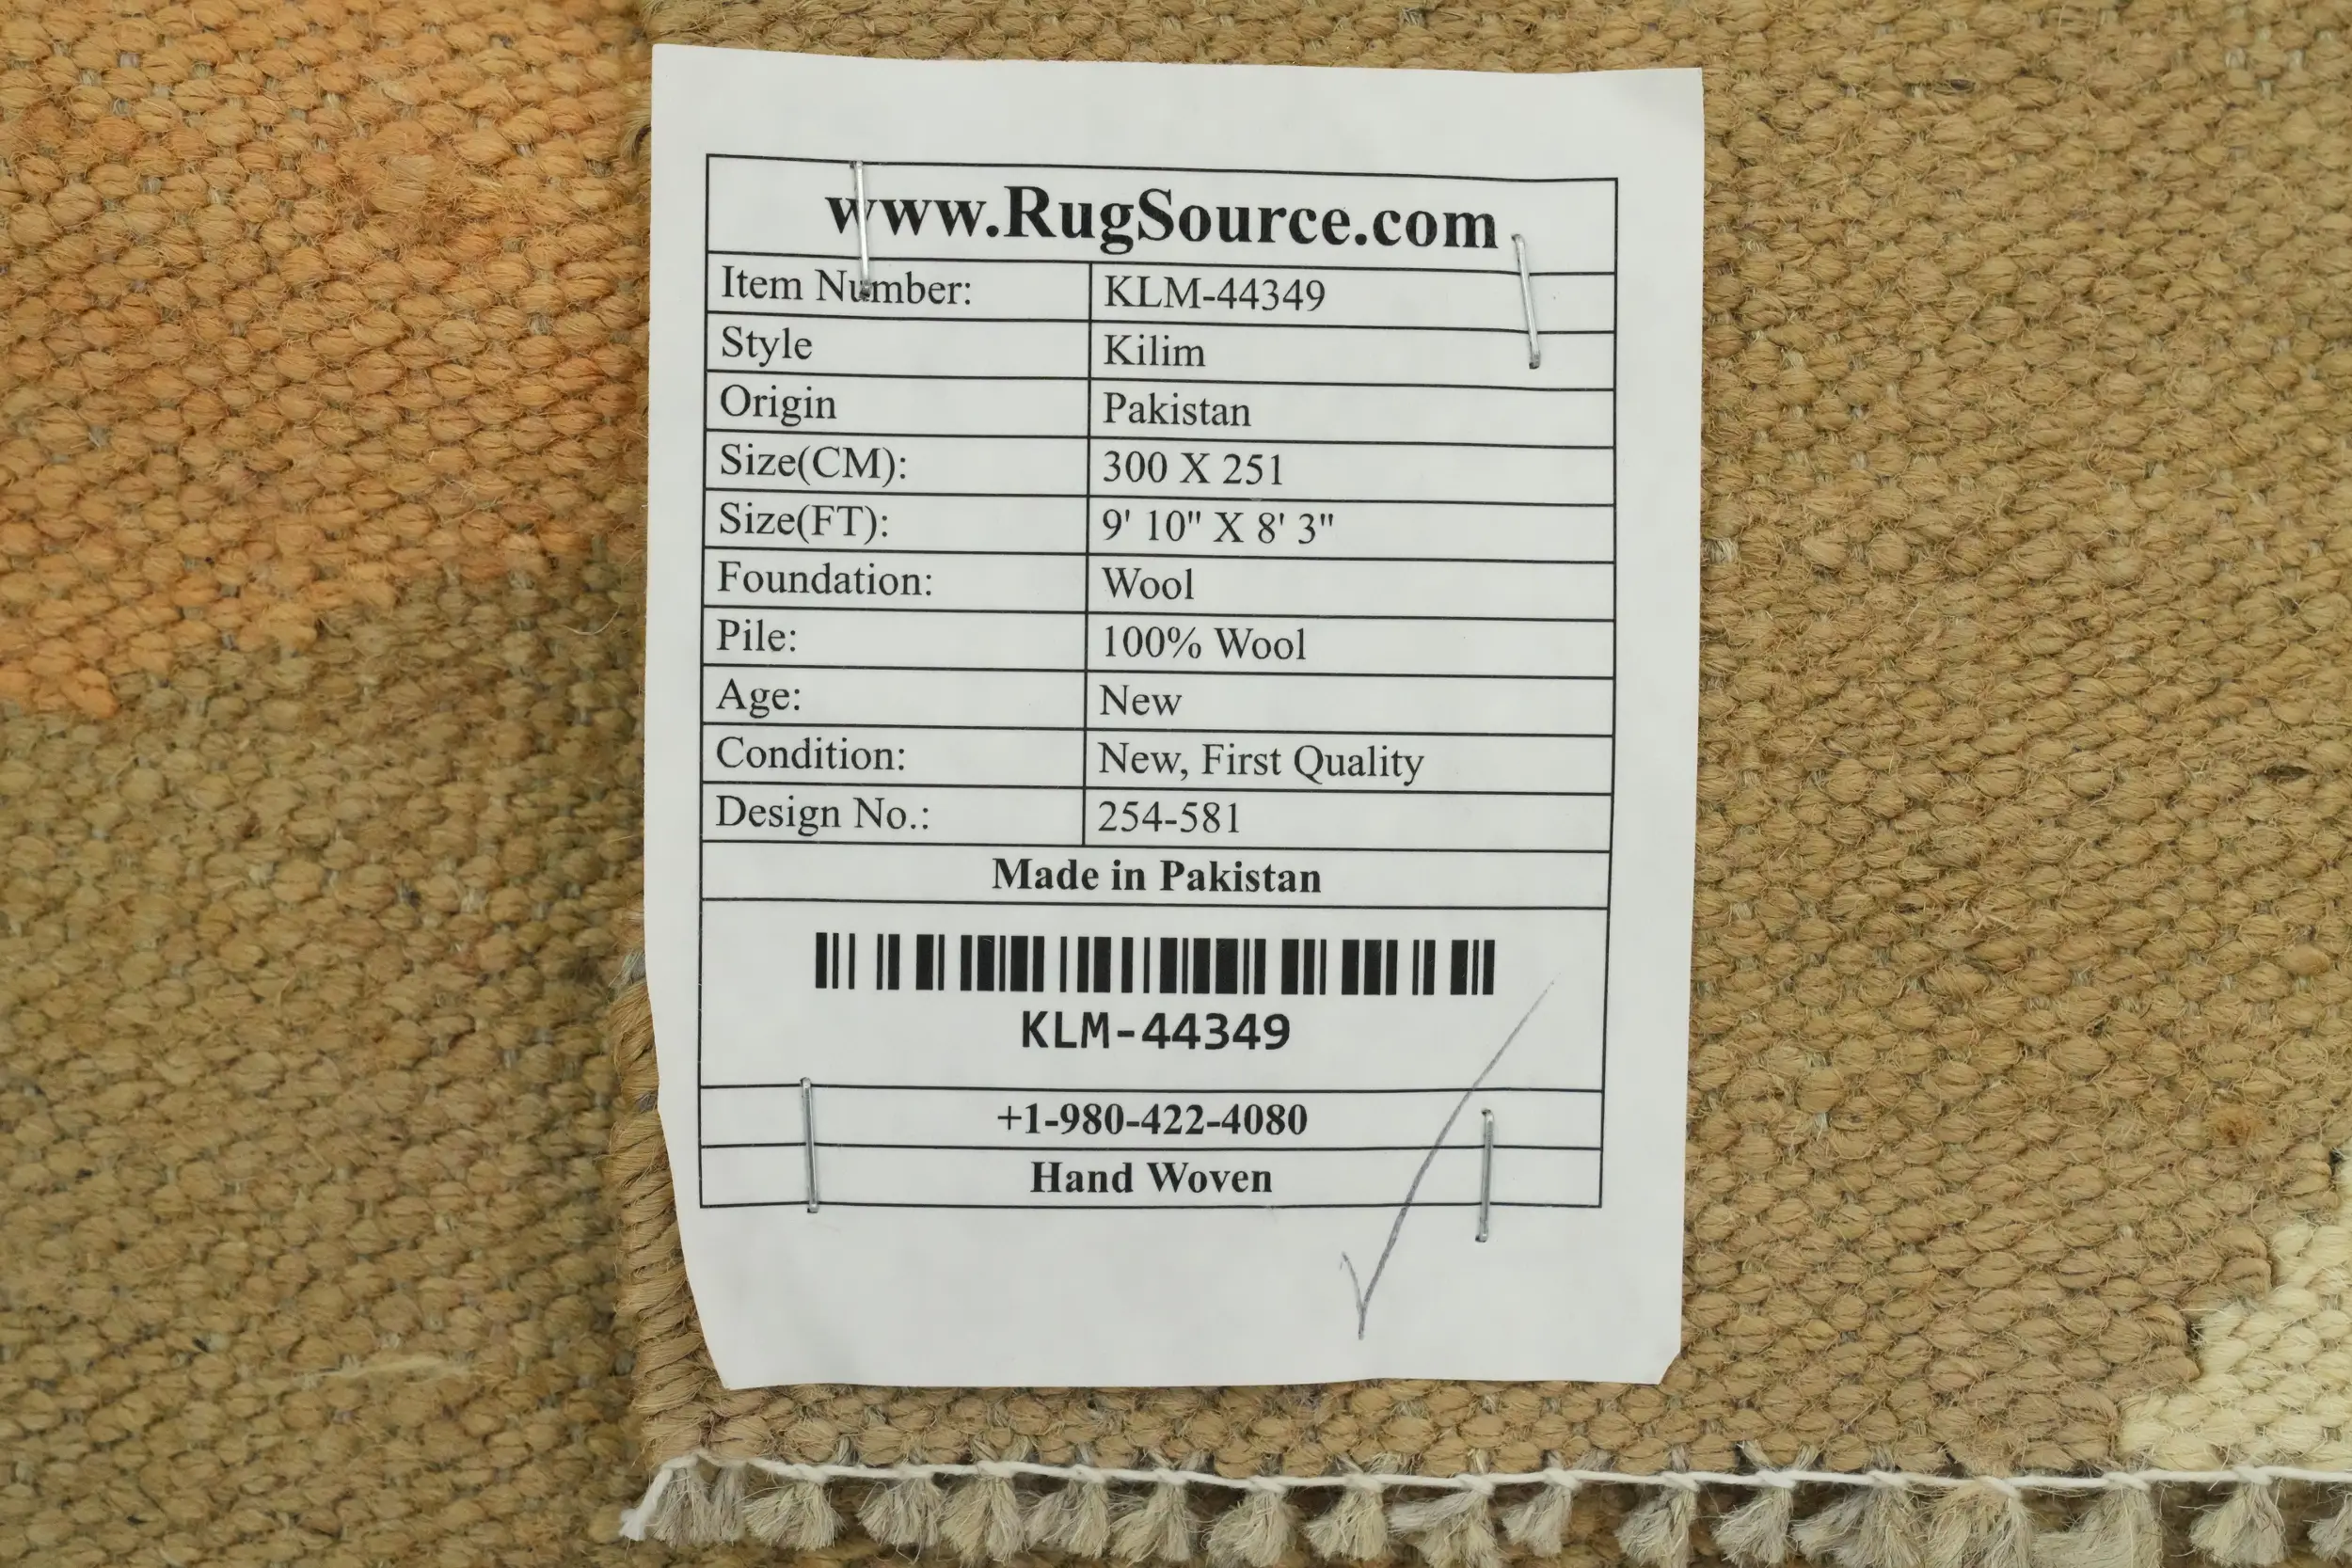 www.RugSource.com
Item Number: KLM-44349
Style Kilim
Origin Pakistan
Size(CM): 300 X 251
Size(FT): 9' 10" X 8' 3"
Foundation: Wool
Pile: 100% Wool
Age: New
Condition: New, First Quality
Design No.: 254-581
Made in Pakistan
KLM-44349
+1-980-422-4080
Hand Woven